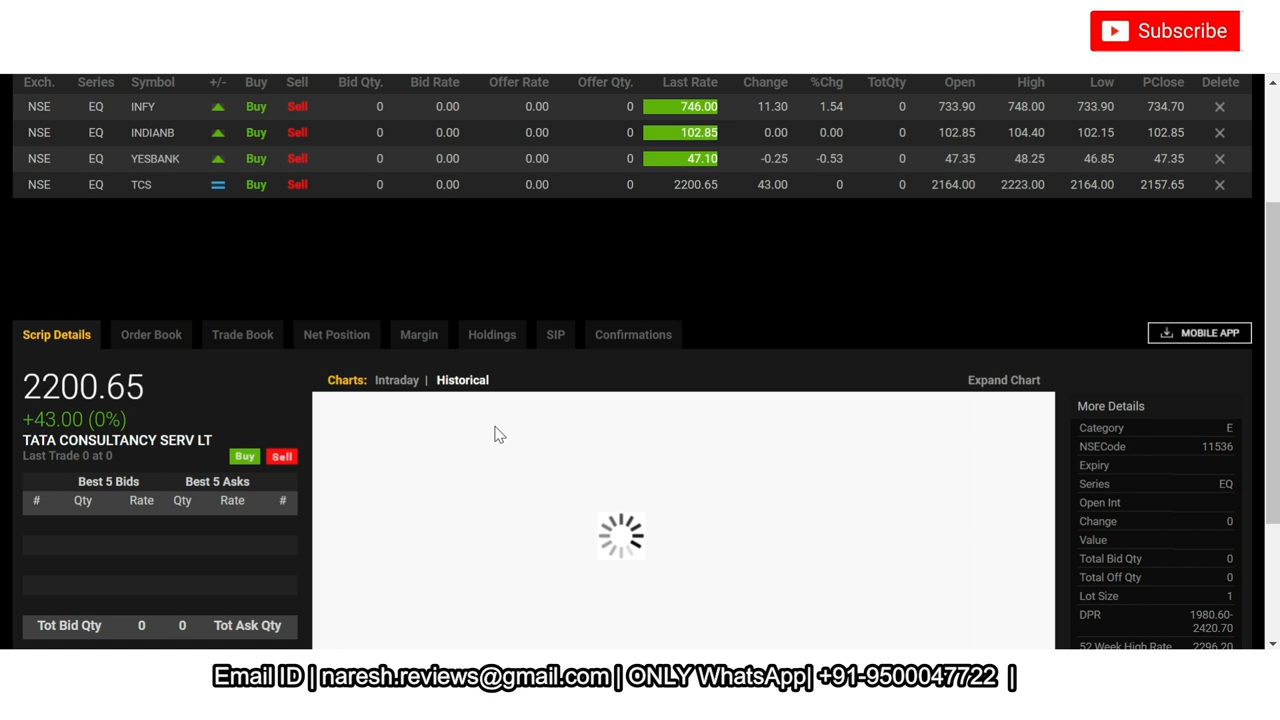 Subscribe
Exch. Series Symbol +/- Buy Sell Bid Qty. Bid Rate Offer Rate Offer Qty. Last Rate Change %Chg TotQty Open High Low PClose Delete
NSE EQ INFY Buy Sell 0 0.00 0.00 0 746.00 11.30 1.54 0 733.90 748.00 733.90 734.70
NSE EQ INDIANB Buy Sell 0 0.00 0.00 0 102.85 0.00 0.00 0 102.85 104.40 102.15 102.85
NSE EQ YESBANK Buy Sell 0 0.00 0.00 0 47.10 -0.25 -0.53 0 47.35 48.25 46.85 47.35
NSE EQ TCS Buy Sell 0 0.00 0.00 0 2200.65 43.00 0 0 2164.00 2223.00 2164.00 2157.65
Scrip Details Order Book Trade Book Net Position Margin Holdings SIP Confirmations MOBILE APP
2200.65
+43.00 (0%)
TATA CONSULTANCY SERV LT
Last Trade 0 at 0 Buy Sell
Best 5 Bids Best 5 Asks
# Qty Rate Qty Rate #
Tot Bid Qty 0 0 Tot Ask Qty
Charts: Intraday | Historical Expand Chart
More Details
Category E
NSECode 11536
Expiry
Series EQ
Open Int
Change 0
Value
Total Bid Qty 0
Total Off Qty 0
Lot Size 1
DPR 1980.60-
2420.70
52 Week High Rate 2296.20
Email ID | naresh.reviews@gmail.com | ONLY WhatsApp| +91-9500047722 |